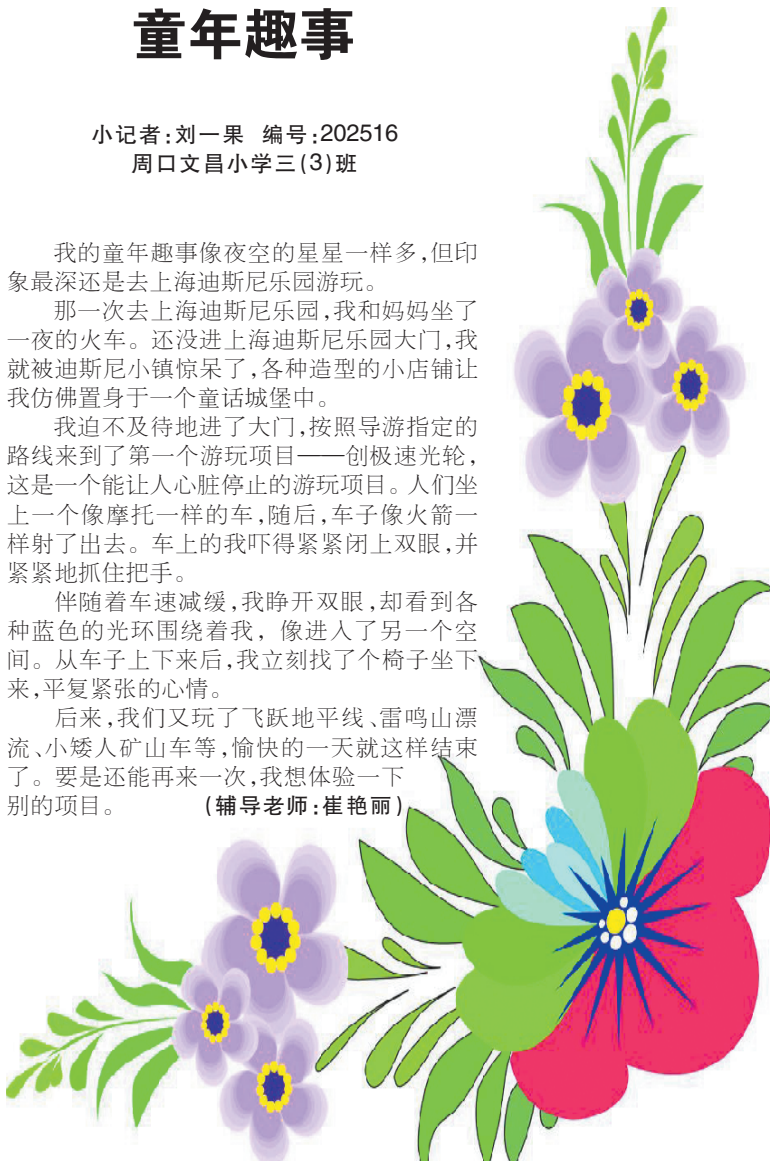 童年趣事
小记者:刘一果 编号:202516
周口文昌小学三(3)班
我的童年趣事像夜空的星星一样多,但印
象最深还是去上海迪斯尼乐园游玩。
那一次去上海迪斯尼乐园,我和妈妈坐了
一夜的火车。还没进上海迪斯尼乐园大门,我
就被迪斯尼小镇惊呆了,各种造型的小店铺让
我仿佛置身于一个童话城堡中。
我迫不及待地进了大门,按照导游指定的
路线来到了第一个游玩项目——创极速光轮,
这是一个能让人心脏停止的游玩项目。人们坐
上一个像摩托一样的车,随后,车子像火箭一
样射了出去。车上的我吓得紧紧闭上双眼,并
紧紧地抓住把手。
伴随着车速减缓,我睁开双眼,却看到各
种蓝色的光环围绕着我,像进入了另一个空
间。从车子上下来后,我立刻找了个椅子坐下
来,平复紧张的心情。
后来,我们又玩了飞跃地平线、雷鸣山漂
流、小矮人矿山车等,愉快的一天就这样结束
了。要是还能再来一次,我想体验一下
别的项目。 (辅导老师:崔艳丽)